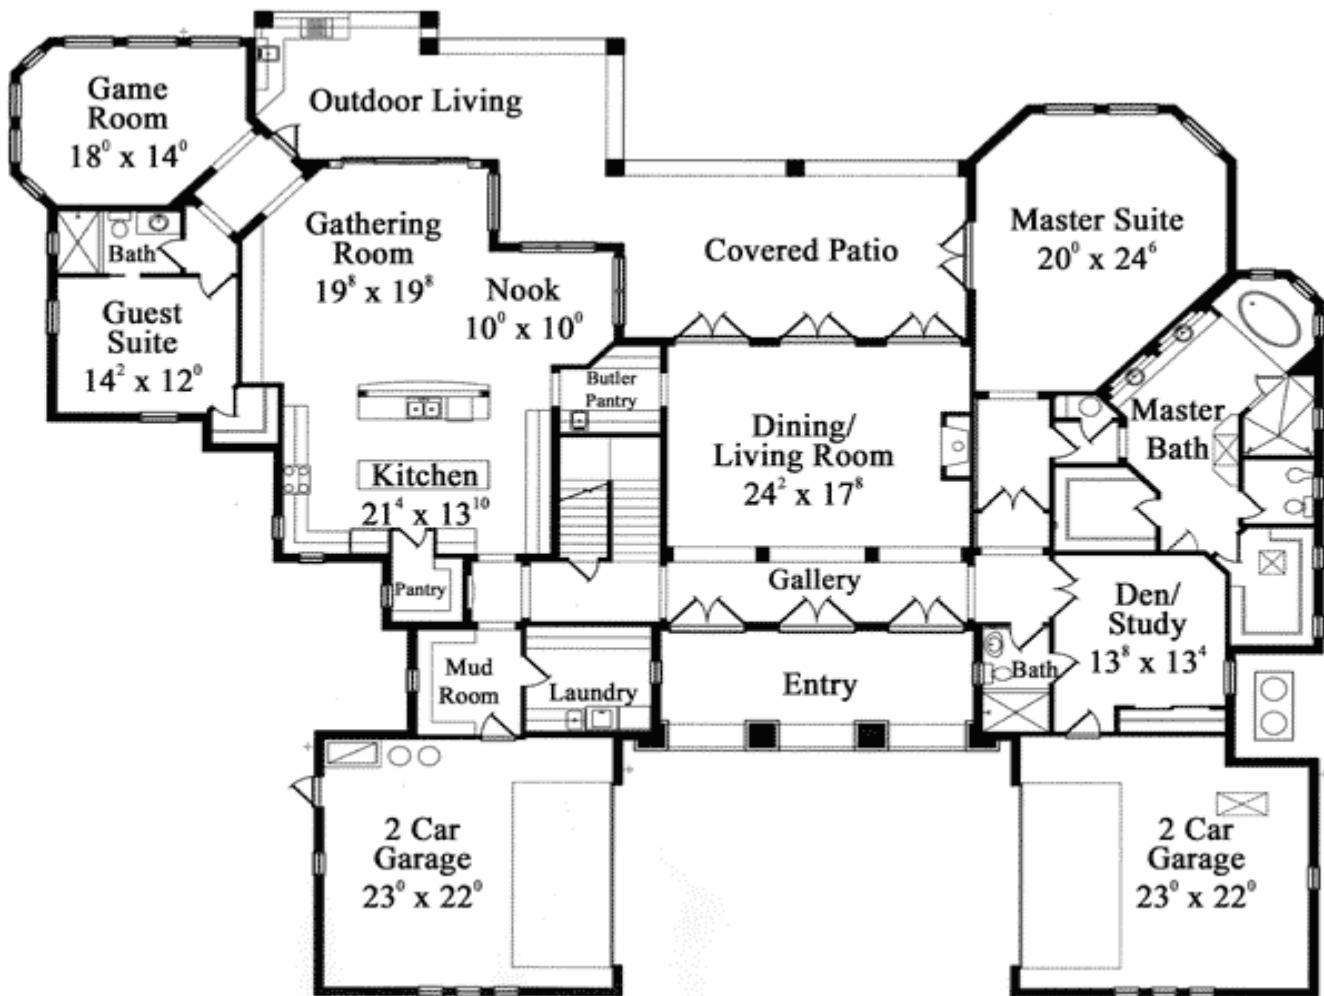 Game
Room
18⁰ x 14⁰
Outdoor Living
Gathering
Room
19⁸ x 19⁸
Nook
10⁰ x 10⁰
Covered Patio
Master Suite
20⁰ x 24⁶
Bath
Guest
Suite
14² x 12⁰
Butler
Pantry
Dining/
Living Room
24² x 17⁸
Master
Bath
Kitchen
21⁴ x 13¹⁰
Pantry
Gallery
Den/
Study
13⁸ x 13⁴
Mud
Room
Laundry
Entry
Bath
2 Car
Garage
23⁰ x 22⁰
2 Car
Garage
23⁰ x 22⁰